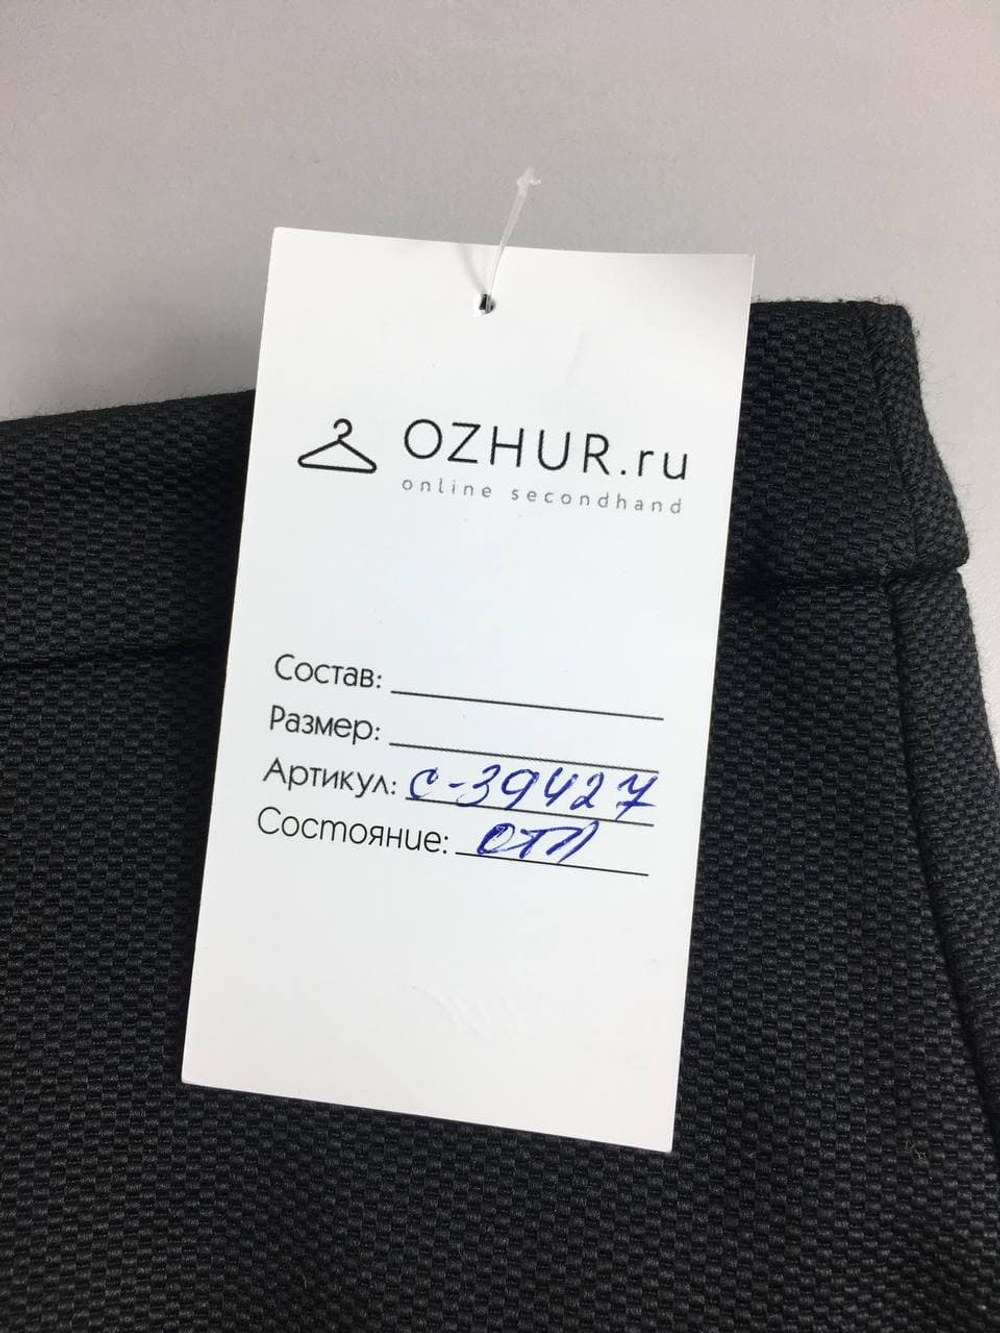 OZHUR.ru
online secondhand
Состав:
Размер:
Артикул: с-39427
Состояние: отл